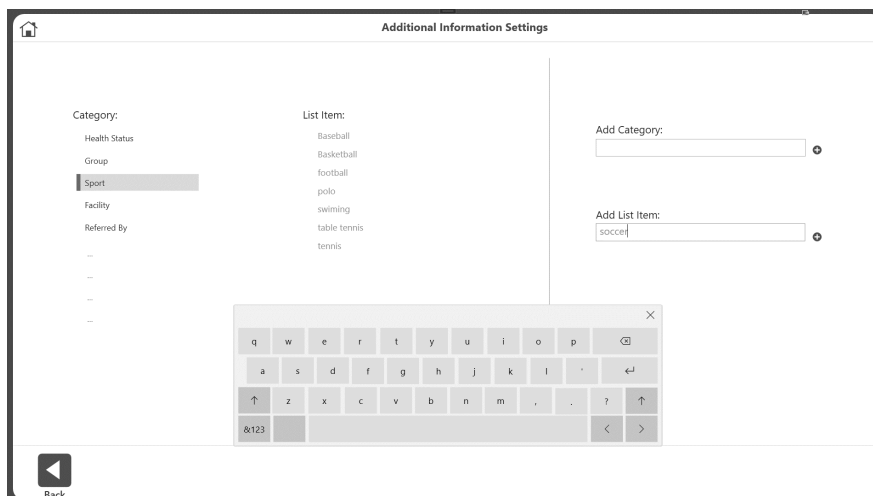 Additional Information Settings
Category:
Health Status
Group
Sport
Facility
Referred By
...
...
...
...
List Item:
Baseball
Basketball
football
polo
swiming
table tennis
tennis
Add Category:
Add List Item:
soccer
q w e r t y u i o p
a s d f g h j k l '
z x c v b n m , . ?
&123 < >
Back